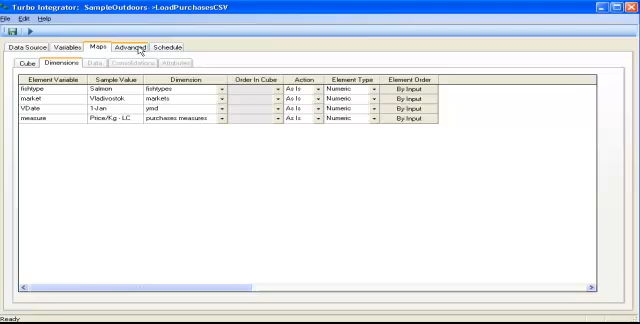 Turbo Integrator: SampleOutdoors ->LoadPurchasesCSV
File Edit Help
Data Source Variables Maps Advanced Schedule
Cube Dimensions Data Consolidations Attributes
Element Variable Sample Value Dimension Order In Cube Action Element Type Element Order
fishtype Salmon fishtypes As Is Numeric By Input
market Vladivostok markets As Is Numeric By Input
VDate 1-Jan ymd As Is Numeric By Input
measure Price/Kg - LC purchases measures As Is Numeric By Input
Ready